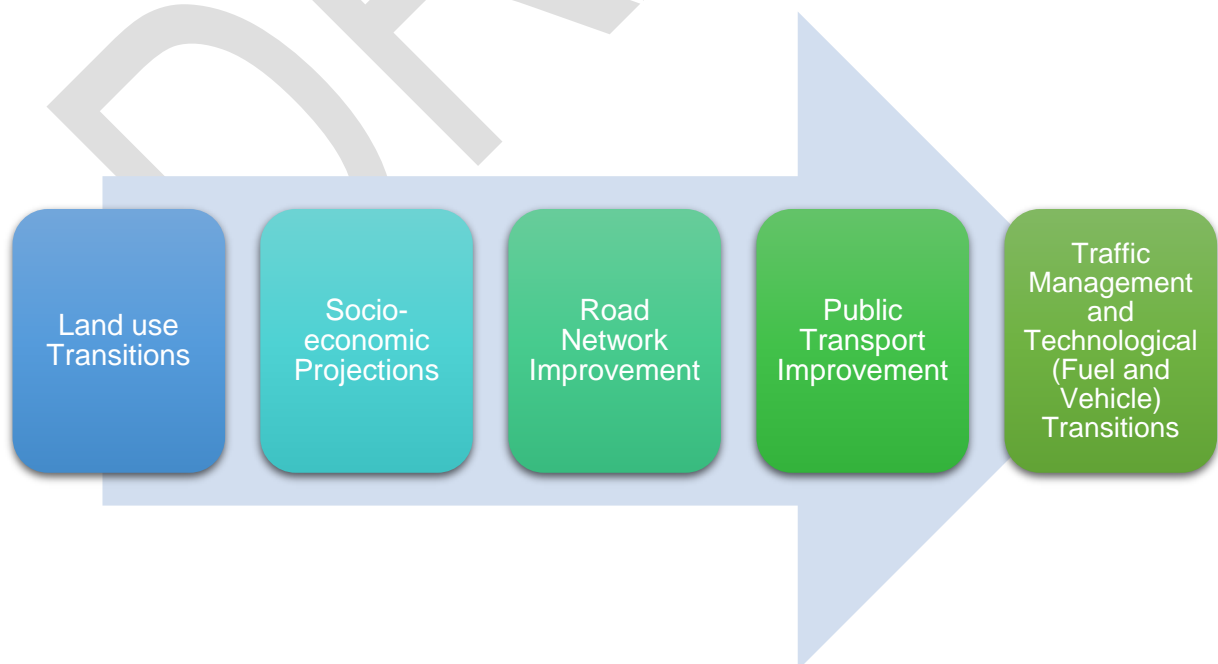 Land use
Transitions
Socio-
economic
Projections
Road
Network
Improvement
Public
Transport
Improvement
Traffic
Management
and
Technological
(Fuel and
Vehicle)
Transitions